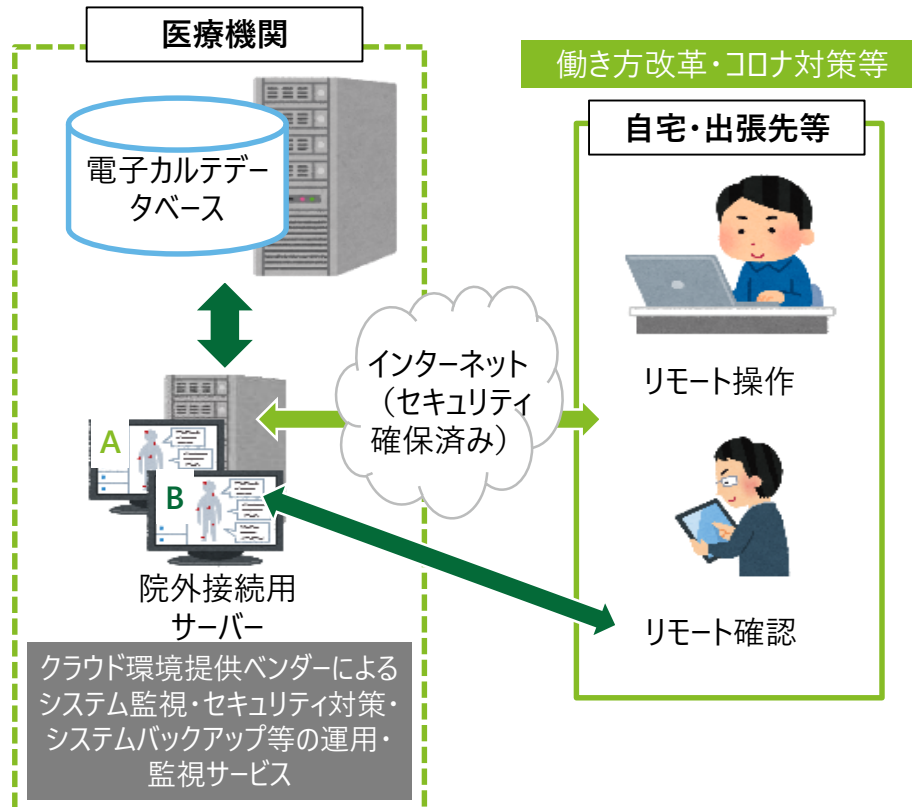 医療機関
電子カルテデー
タベース
A
B
院外接続用
サーバー
クラウド環境提供ベンダーによる
システム監視・セキュリティ対策・
システムバックアップ等の運用・
監視サービス
インターネット
（セキュリティ
確保済み）
働き方改革・コロナ対策等
自宅・出張先等
リモート操作
リモート確認